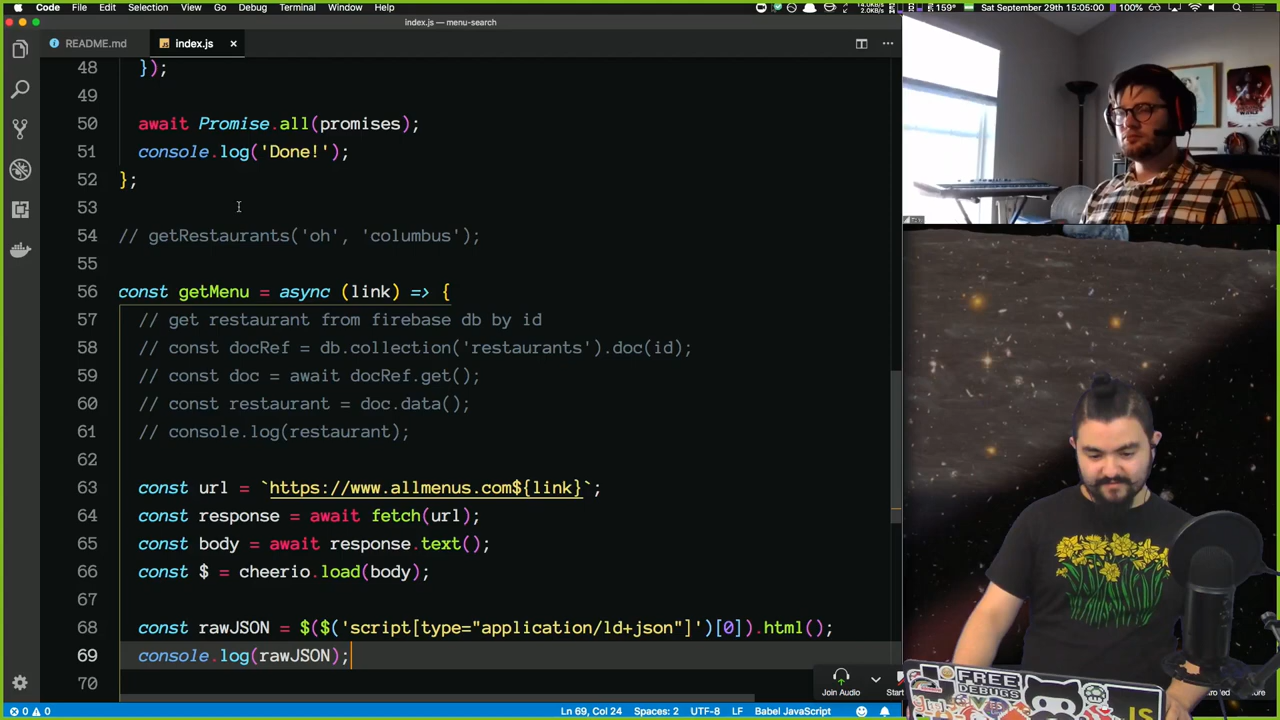 Code File Edit Selection View Go Debug Terminal Window Help
159° Sat September 29th 15:05:00 100%
index.js — menu-search
README.md
index.js
48 });
49
50 await Promise.all(promises);
51 console.log('Done!');
52 };
53
54 // getRestaurants('oh', 'columbus');
55
56 const getMenu = async (link) => {
57 // get restaurant from firebase db by id
58 // const docRef = db.collection('restaurants').doc(id);
59 // const doc = await docRef.get();
60 // const restaurant = doc.data();
61 // console.log(restaurant);
62
63 const url = `https://www.allmenus.com${link}`;
64 const response = await fetch(url);
65 const body = await response.text();
66 const $ = cheerio.load(body);
67
68 const rawJSON = $($('script[type="application/ld+json"]')[0]).html();
69 console.log(rawJSON);
70
Join Audio
Start
0 0
Ln 69, Col 24 Spaces: 2 UTF-8 LF Babel JavaScript
FREE
DEBUGS
JS